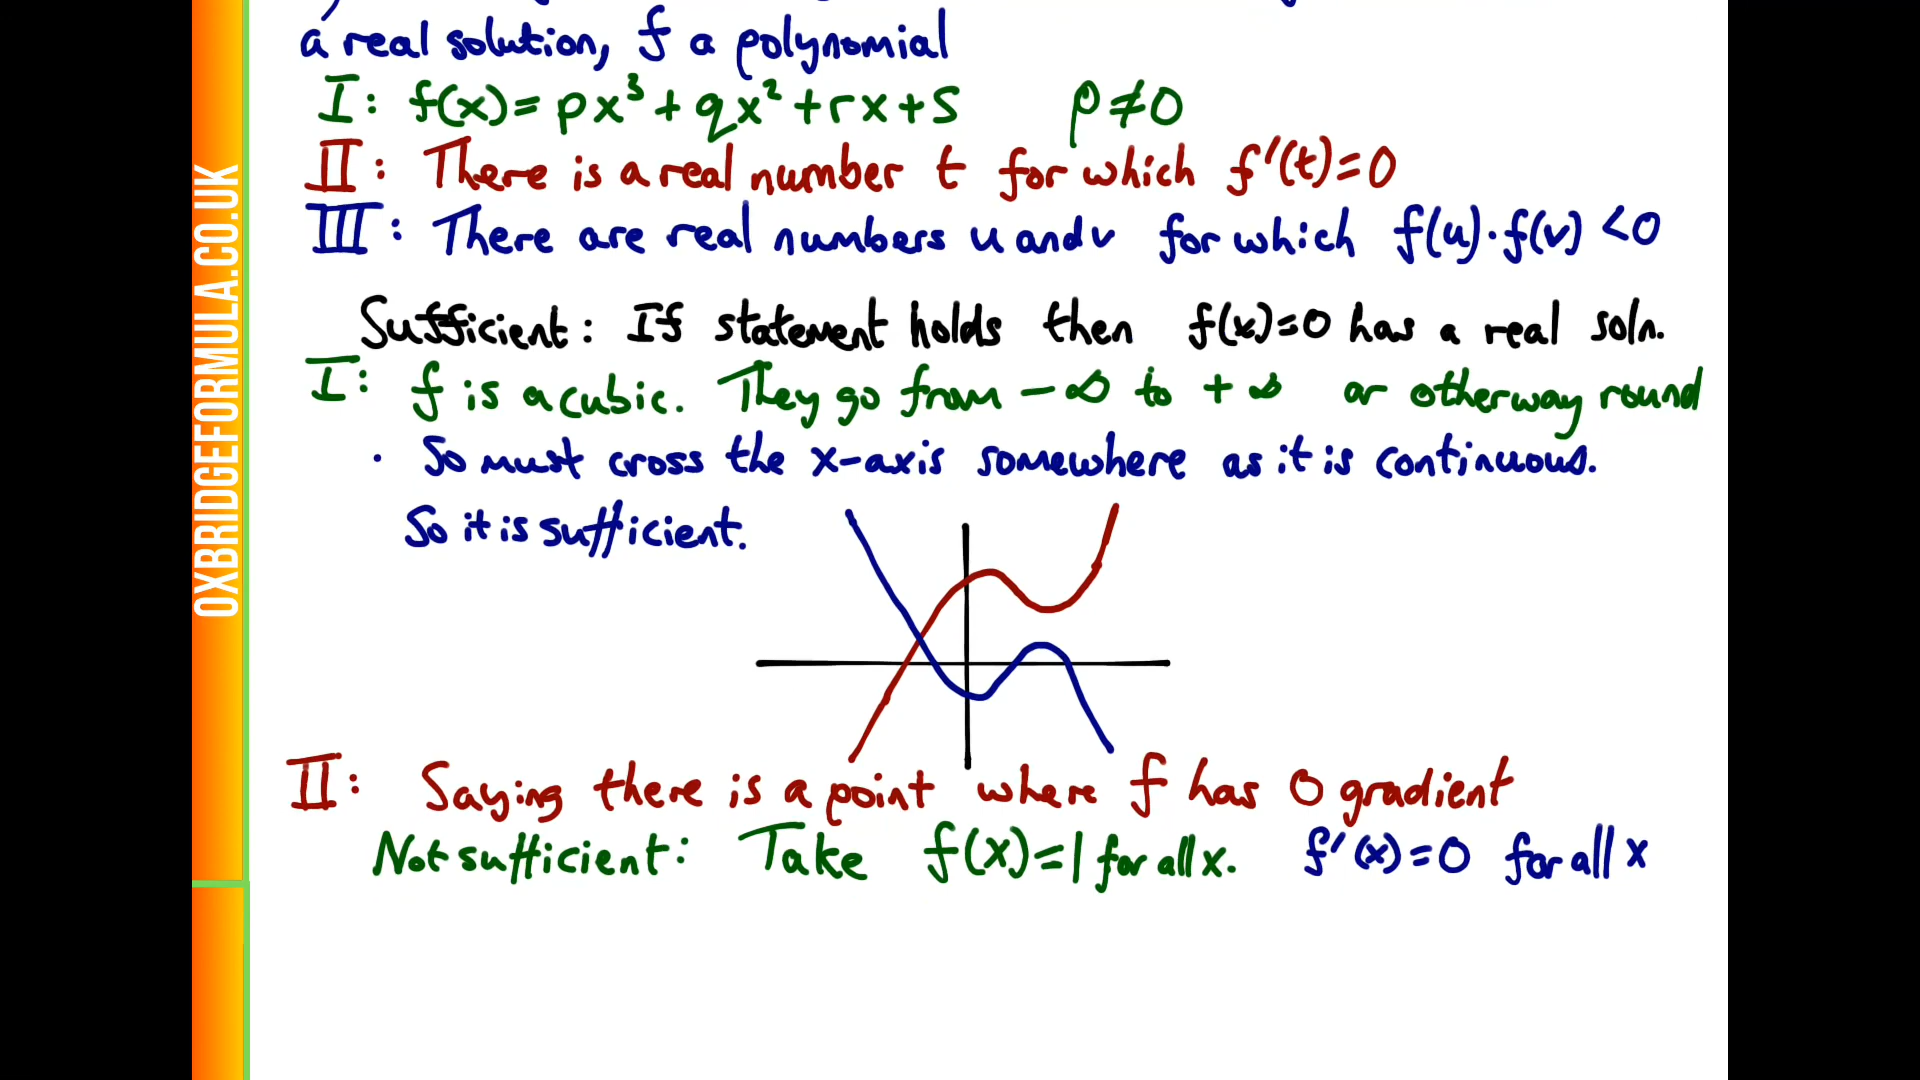 a real solution, f a polynomial
I: f(x)= px³+qx²+rx+s p≠0
II: There is a real number t for which f'(t)=0
III: There are real numbers u and v for which f(u)·f(v) <0
Sufficient: If statement holds then f(x)=0 has a real soln.
I: f is a cubic. They go from -∞ to +∞ or otherway round
· So must cross the x-axis somewhere as it is continuous.
So it is sufficient.
II: Saying there is a point where f has 0 gradient
Not sufficient: Take f(x)=1 for all x. f'(x)=0 for all x
OXBRIDGEFORMULA.CO.UK